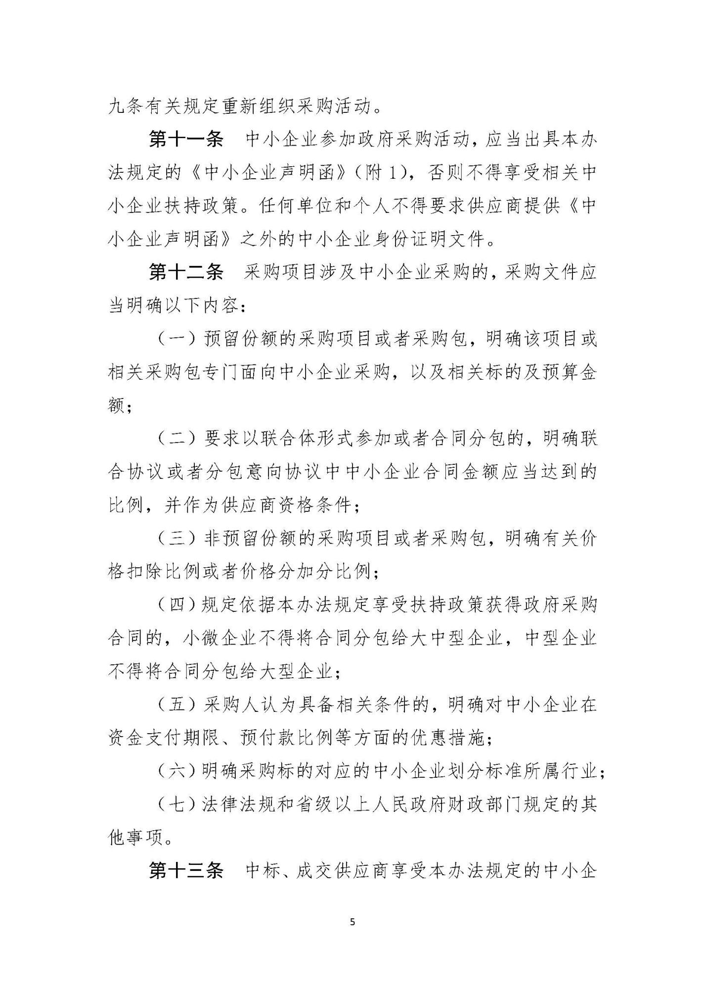 九条有关规定重新组织采购活动。
第十一条　中小企业参加政府采购活动，应当出具本办
法规定的《中小企业声明函》（附1），否则不得享受相关中
小企业扶持政策。任何单位和个人不得要求供应商提供《中
小企业声明函》之外的中小企业身份证明文件。
第十二条　采购项目涉及中小企业采购的，采购文件应
当明确以下内容：
（一）预留份额的采购项目或者采购包，明确该项目或
相关采购包专门面向中小企业采购，以及相关标的及预算金
额；
（二）要求以联合体形式参加或者合同分包的，明确联
合协议或者分包意向协议中中小企业合同金额应当达到的
比例，并作为供应商资格条件；
（三）非预留份额的采购项目或者采购包，明确有关价
格扣除比例或者价格分加分比例；
（四）规定依据本办法规定享受扶持政策获得政府采购
合同的，小微企业不得将合同分包给大中型企业，中型企业
不得将合同分包给大型企业；
（五）采购人认为具备相关条件的，明确对中小企业在
资金支付期限、预付款比例等方面的优惠措施；
（六）明确采购标的对应的中小企业划分标准所属行业；
（七）法律法规和省级以上人民政府财政部门规定的其
他事项。
第十三条　中标、成交供应商享受本办法规定的中小企
5